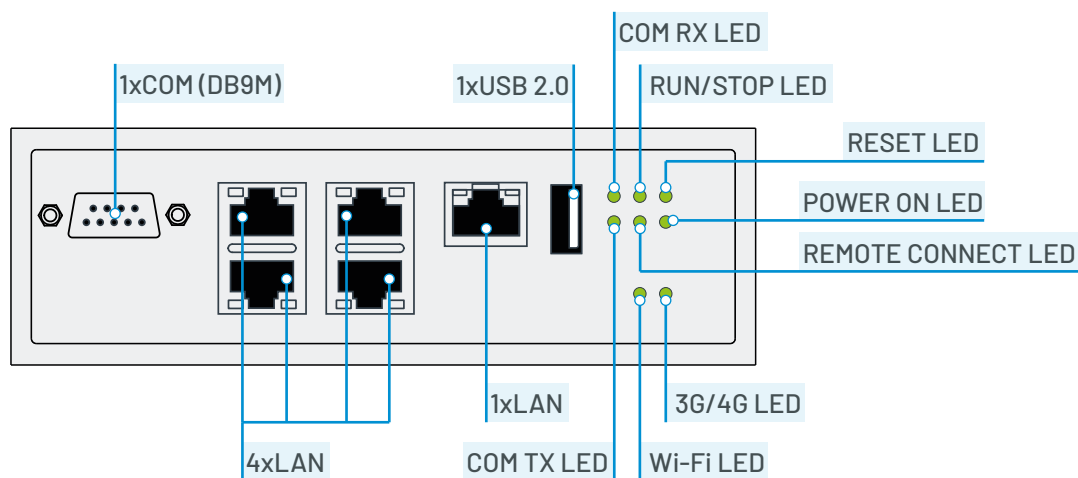 COM RX LED
1xCOM (DB9M)
1xUSB 2.0
RUN/STOP LED
RESET LED
POWER ON LED
REMOTE CONNECT LED
1xLAN
3G/4G LED
4xLAN
COM TX LED
Wi-Fi LED